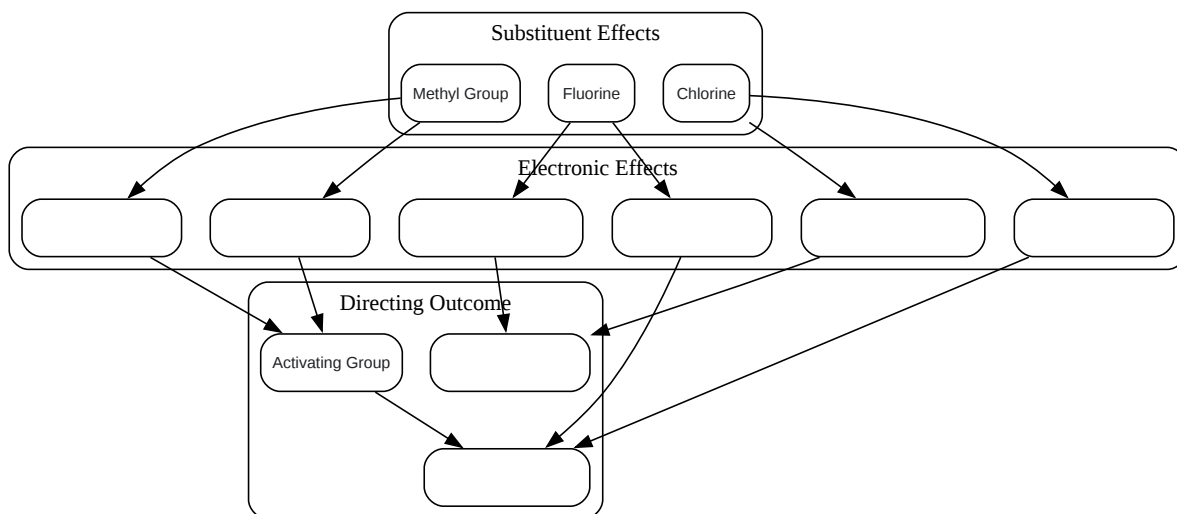 Substituent Effects
Methyl Group
Fluorine
Chlorine
Electronic Effects
Directing Outcome
Activating Group